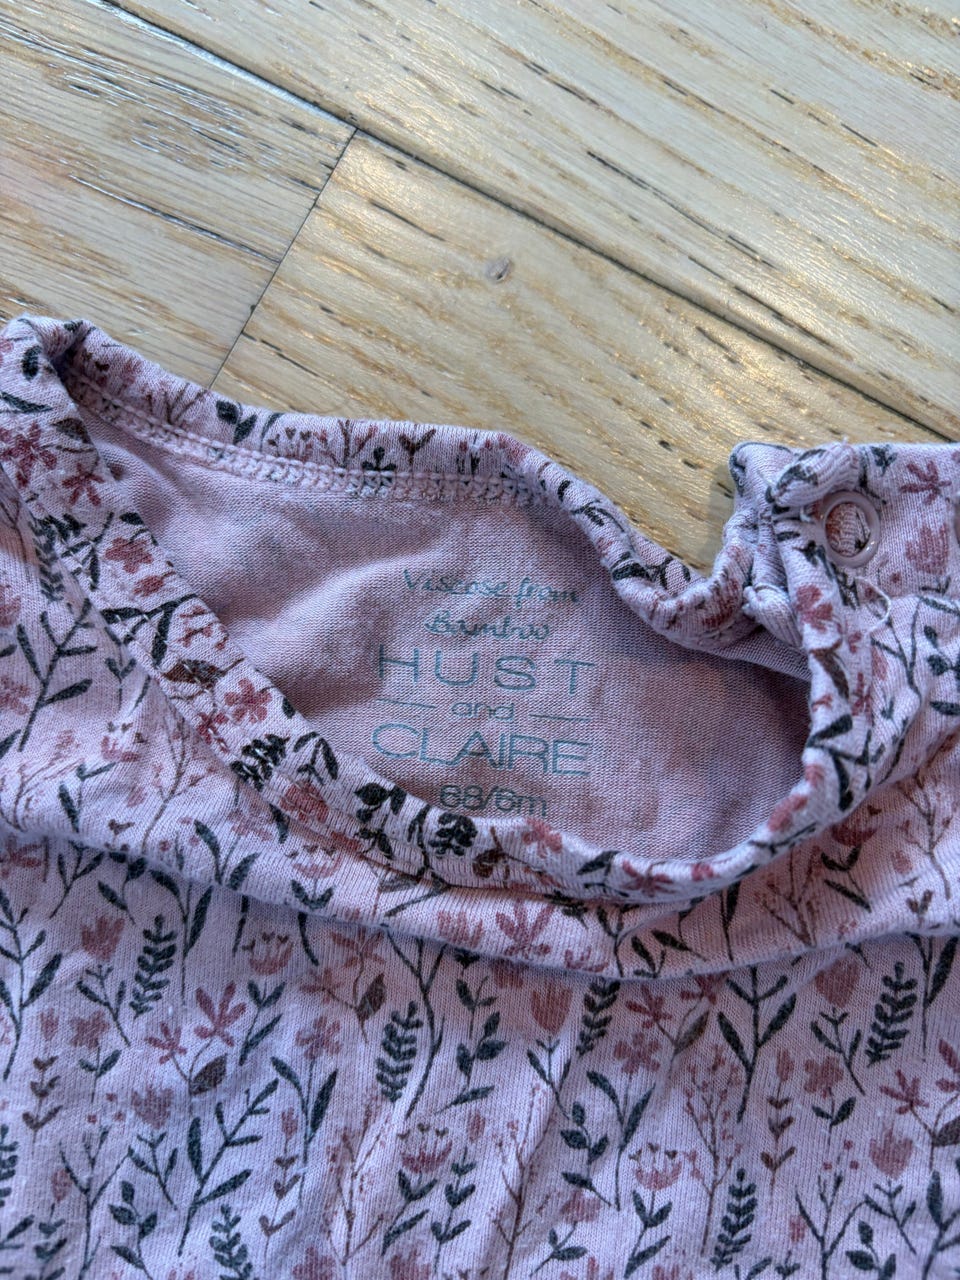 Viscose from
Bamboo
HUST
and
CLAIRE
68/6m